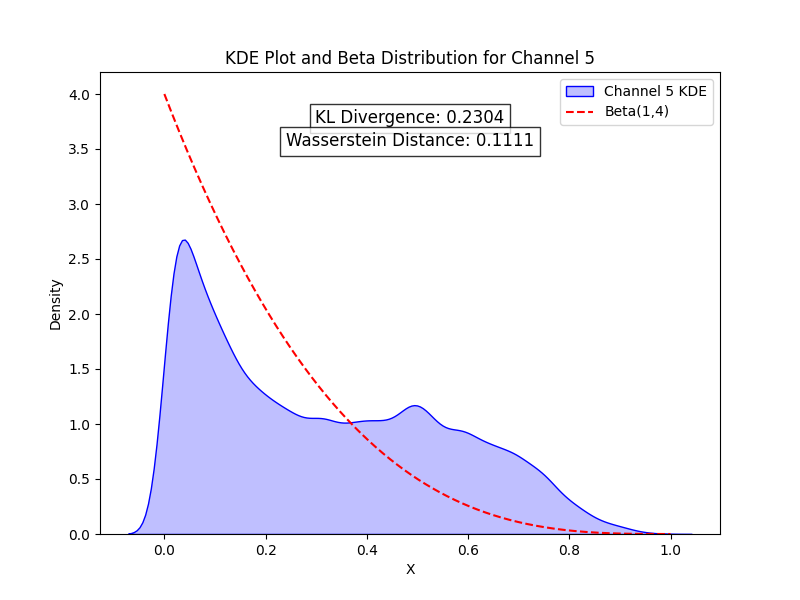 KDE Plot and Beta Distribution for Channel 5
KL Divergence: 0.2304
Wasserstein Distance: 0.1111
Channel 5 KDE
Beta(1,4)
Density
4.0
3.5
3.0
2.5
2.0
1.5
1.0
0.5
0.0
0.0 0.2 0.4 0.6 0.8 1.0
X